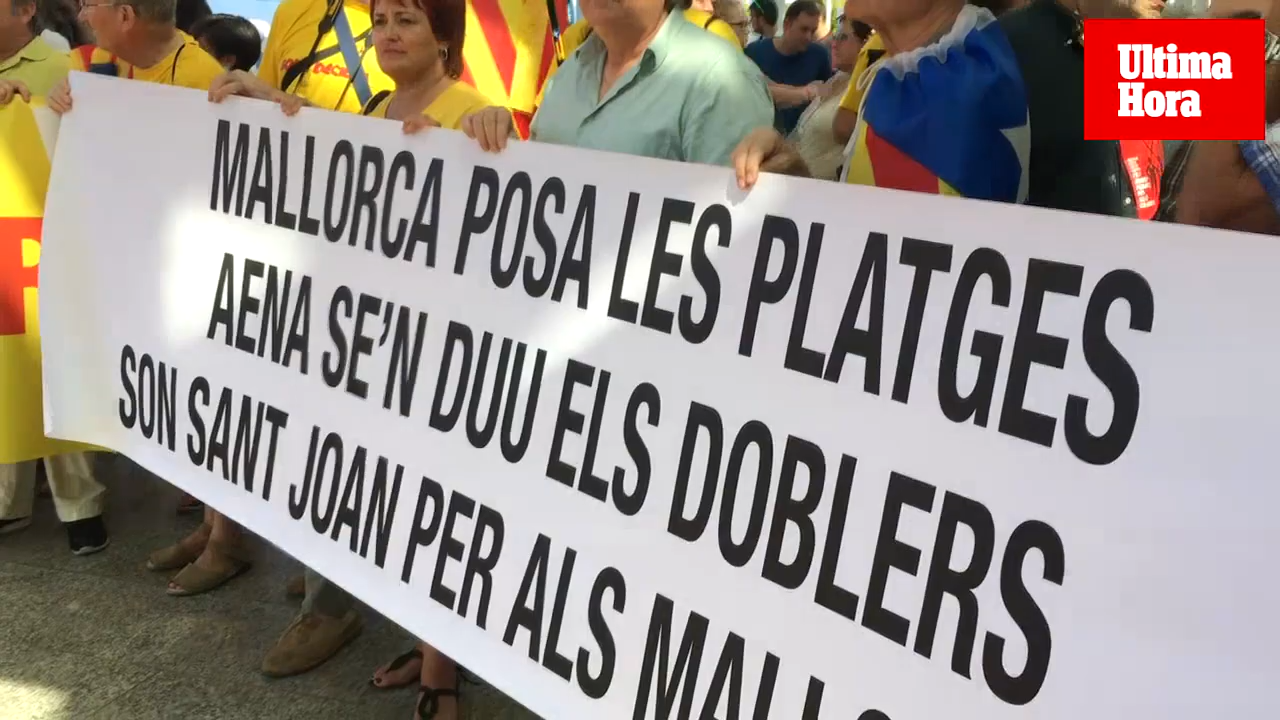 Ultima
Hora
MALLORCA POSA LES PLATGES
AENA SE'N DUU ELS DOBLERS
SON SANT JOAN PER ALS